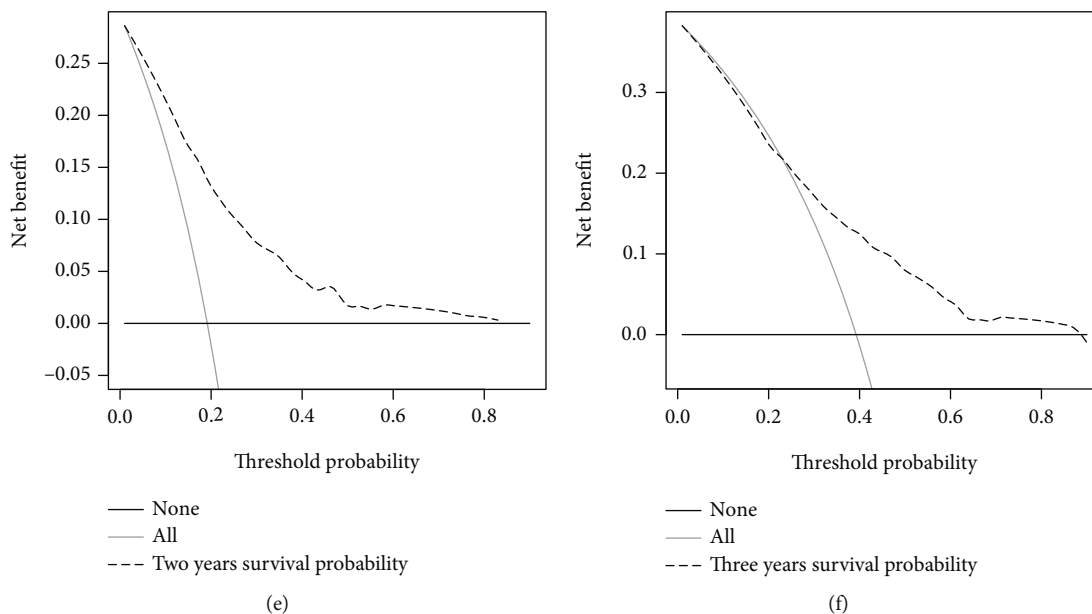 0.25
0.20
0.15
0.10
0.05
0.00
−0.05
Net benefit
0.0 0.2 0.4 0.6 0.8
Threshold probability
None
All
Two years survival probability
(e)
0.3
0.2
0.1
0.0
Net benefit
0.0 0.2 0.4 0.6 0.8
Threshold probability
None
All
Three years survival probability
(f)